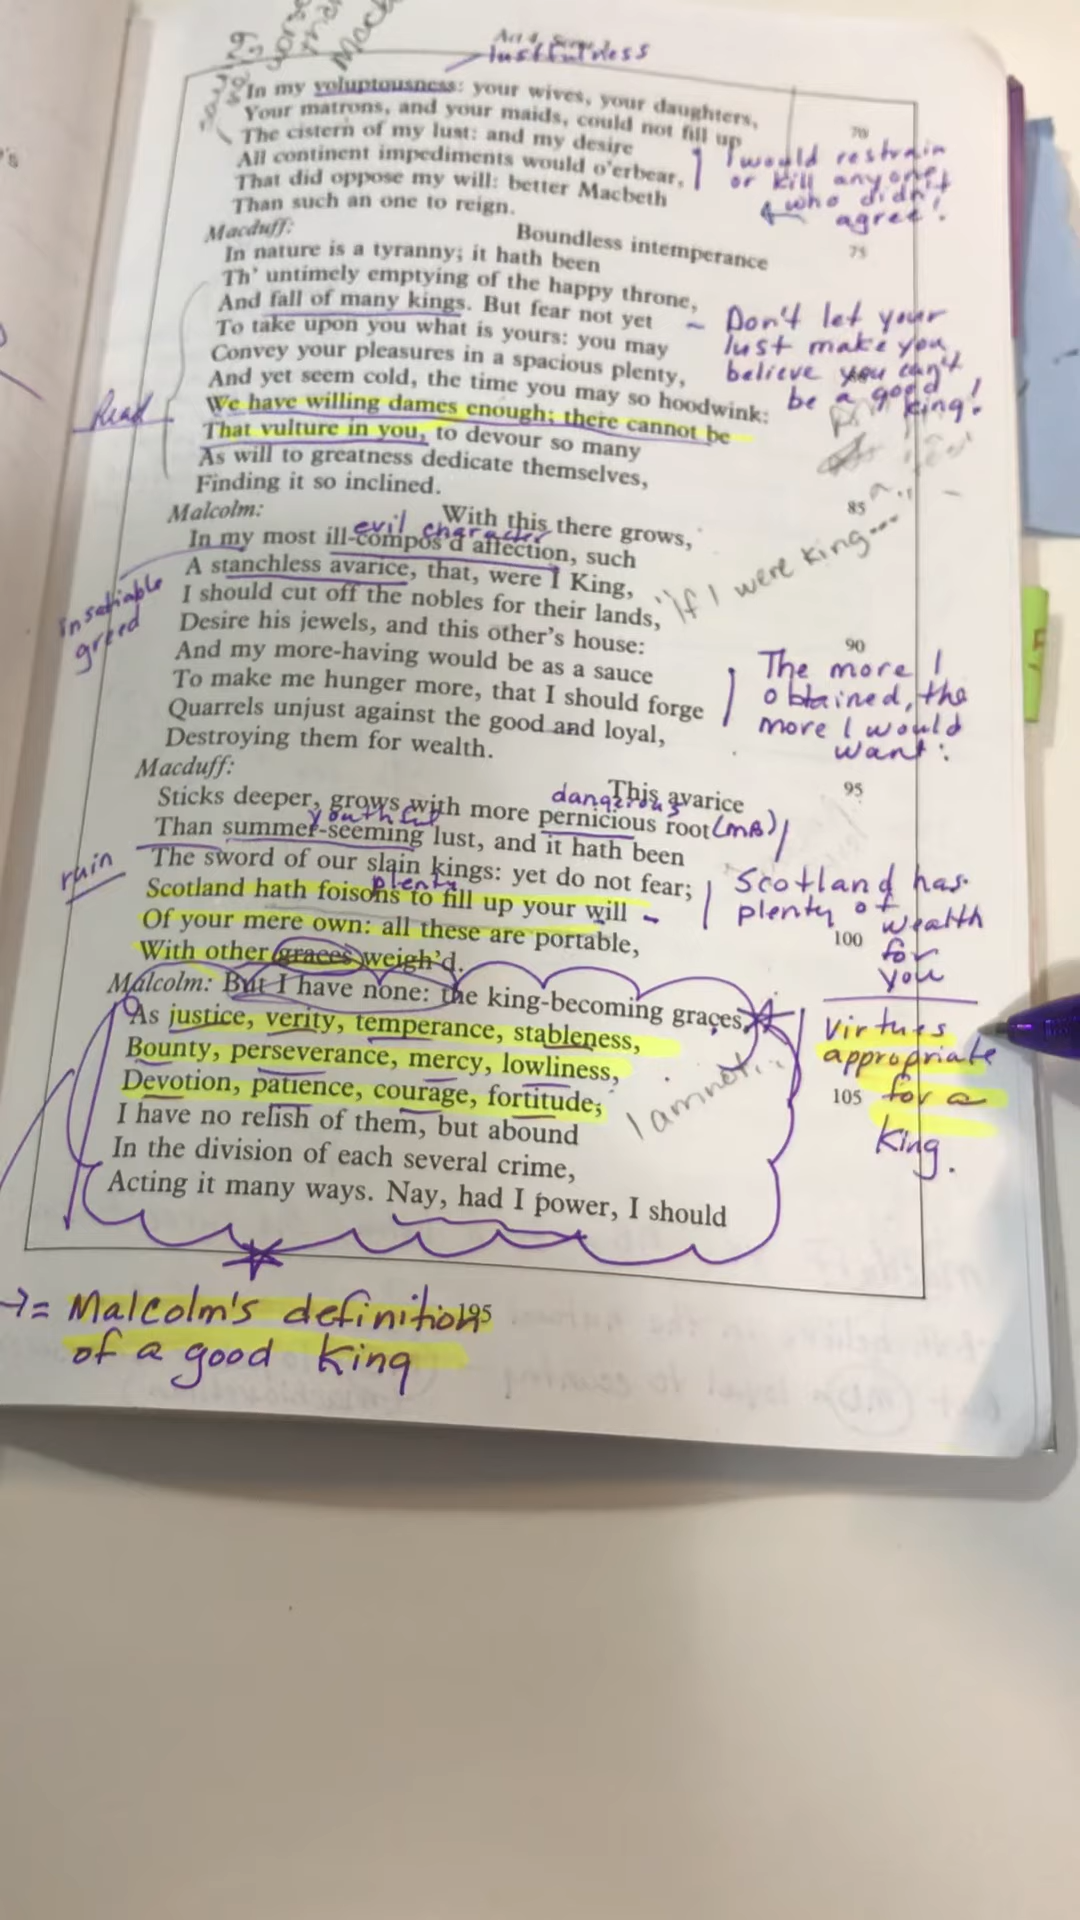 worse
than
Mac
Act 4, Scene 3
lustfulness
In my voluptousness: your wives, your daughters,
Your matrons, and your maids, could not fill up
The cistern of my lust: and my desire
70
All continent impediments would o'erbear,
That did oppose my will: better Macbeth
Than such an one to reign.
I would restrain
or kill anyone
who didn't
agree!
Macduff:
Boundless intemperance
75
In nature is a tyranny; it hath been
Th' untimely emptying of the happy throne,
And fall of many kings. But fear not yet
To take upon you what is yours: you may
Convey your pleasures in a spacious plenty,
And yet seem cold, the time you may so hoodwink:
We have willing dames enough; there cannot be
That vulture in you, to devour so many
As will to greatness dedicate themselves,
Finding it so inclined.
Read
~ Don't let your
lust make you
believe you can't
be a good
king!
85
Malcolm:
With this there grows,
evil character
In my most ill-compos'd affection, such
A stanchless avarice, that, were I King,
I should cut off the nobles for their lands,
Desire his jewels, and this other's house:
90
And my more-having would be as a sauce
To make me hunger more, that I should forge
Quarrels unjust against the good and loyal,
Destroying them for wealth.
insatiable
greed
"If I were king...
The more I
obtained, the
more I would
want:
Macduff:
This avarice
95
dangerous
Sticks deeper, grows with more pernicious root (MB)
youthful
Than summer-seeming lust, and it hath been
The sword of our slain kings: yet do not fear;
plenty
Scotland hath foisons to fill up your will -
Of your mere own: all these are portable,
100
With other graces weigh'd.
ruin
Scotland has
plenty of
wealth
for
you
Malcolm: But I have none: the king-becoming graces,
As justice, verity, temperance, stableness,
Bounty, perseverance, mercy, lowliness,
Devotion, patience, courage, fortitude;
105
I have no relish of them, but abound
In the division of each several crime,
Acting it many ways. Nay, had I power, I should
I am not...
Virtues
appropriate
for a
King.
195
→= Malcolm's definition
of a good king